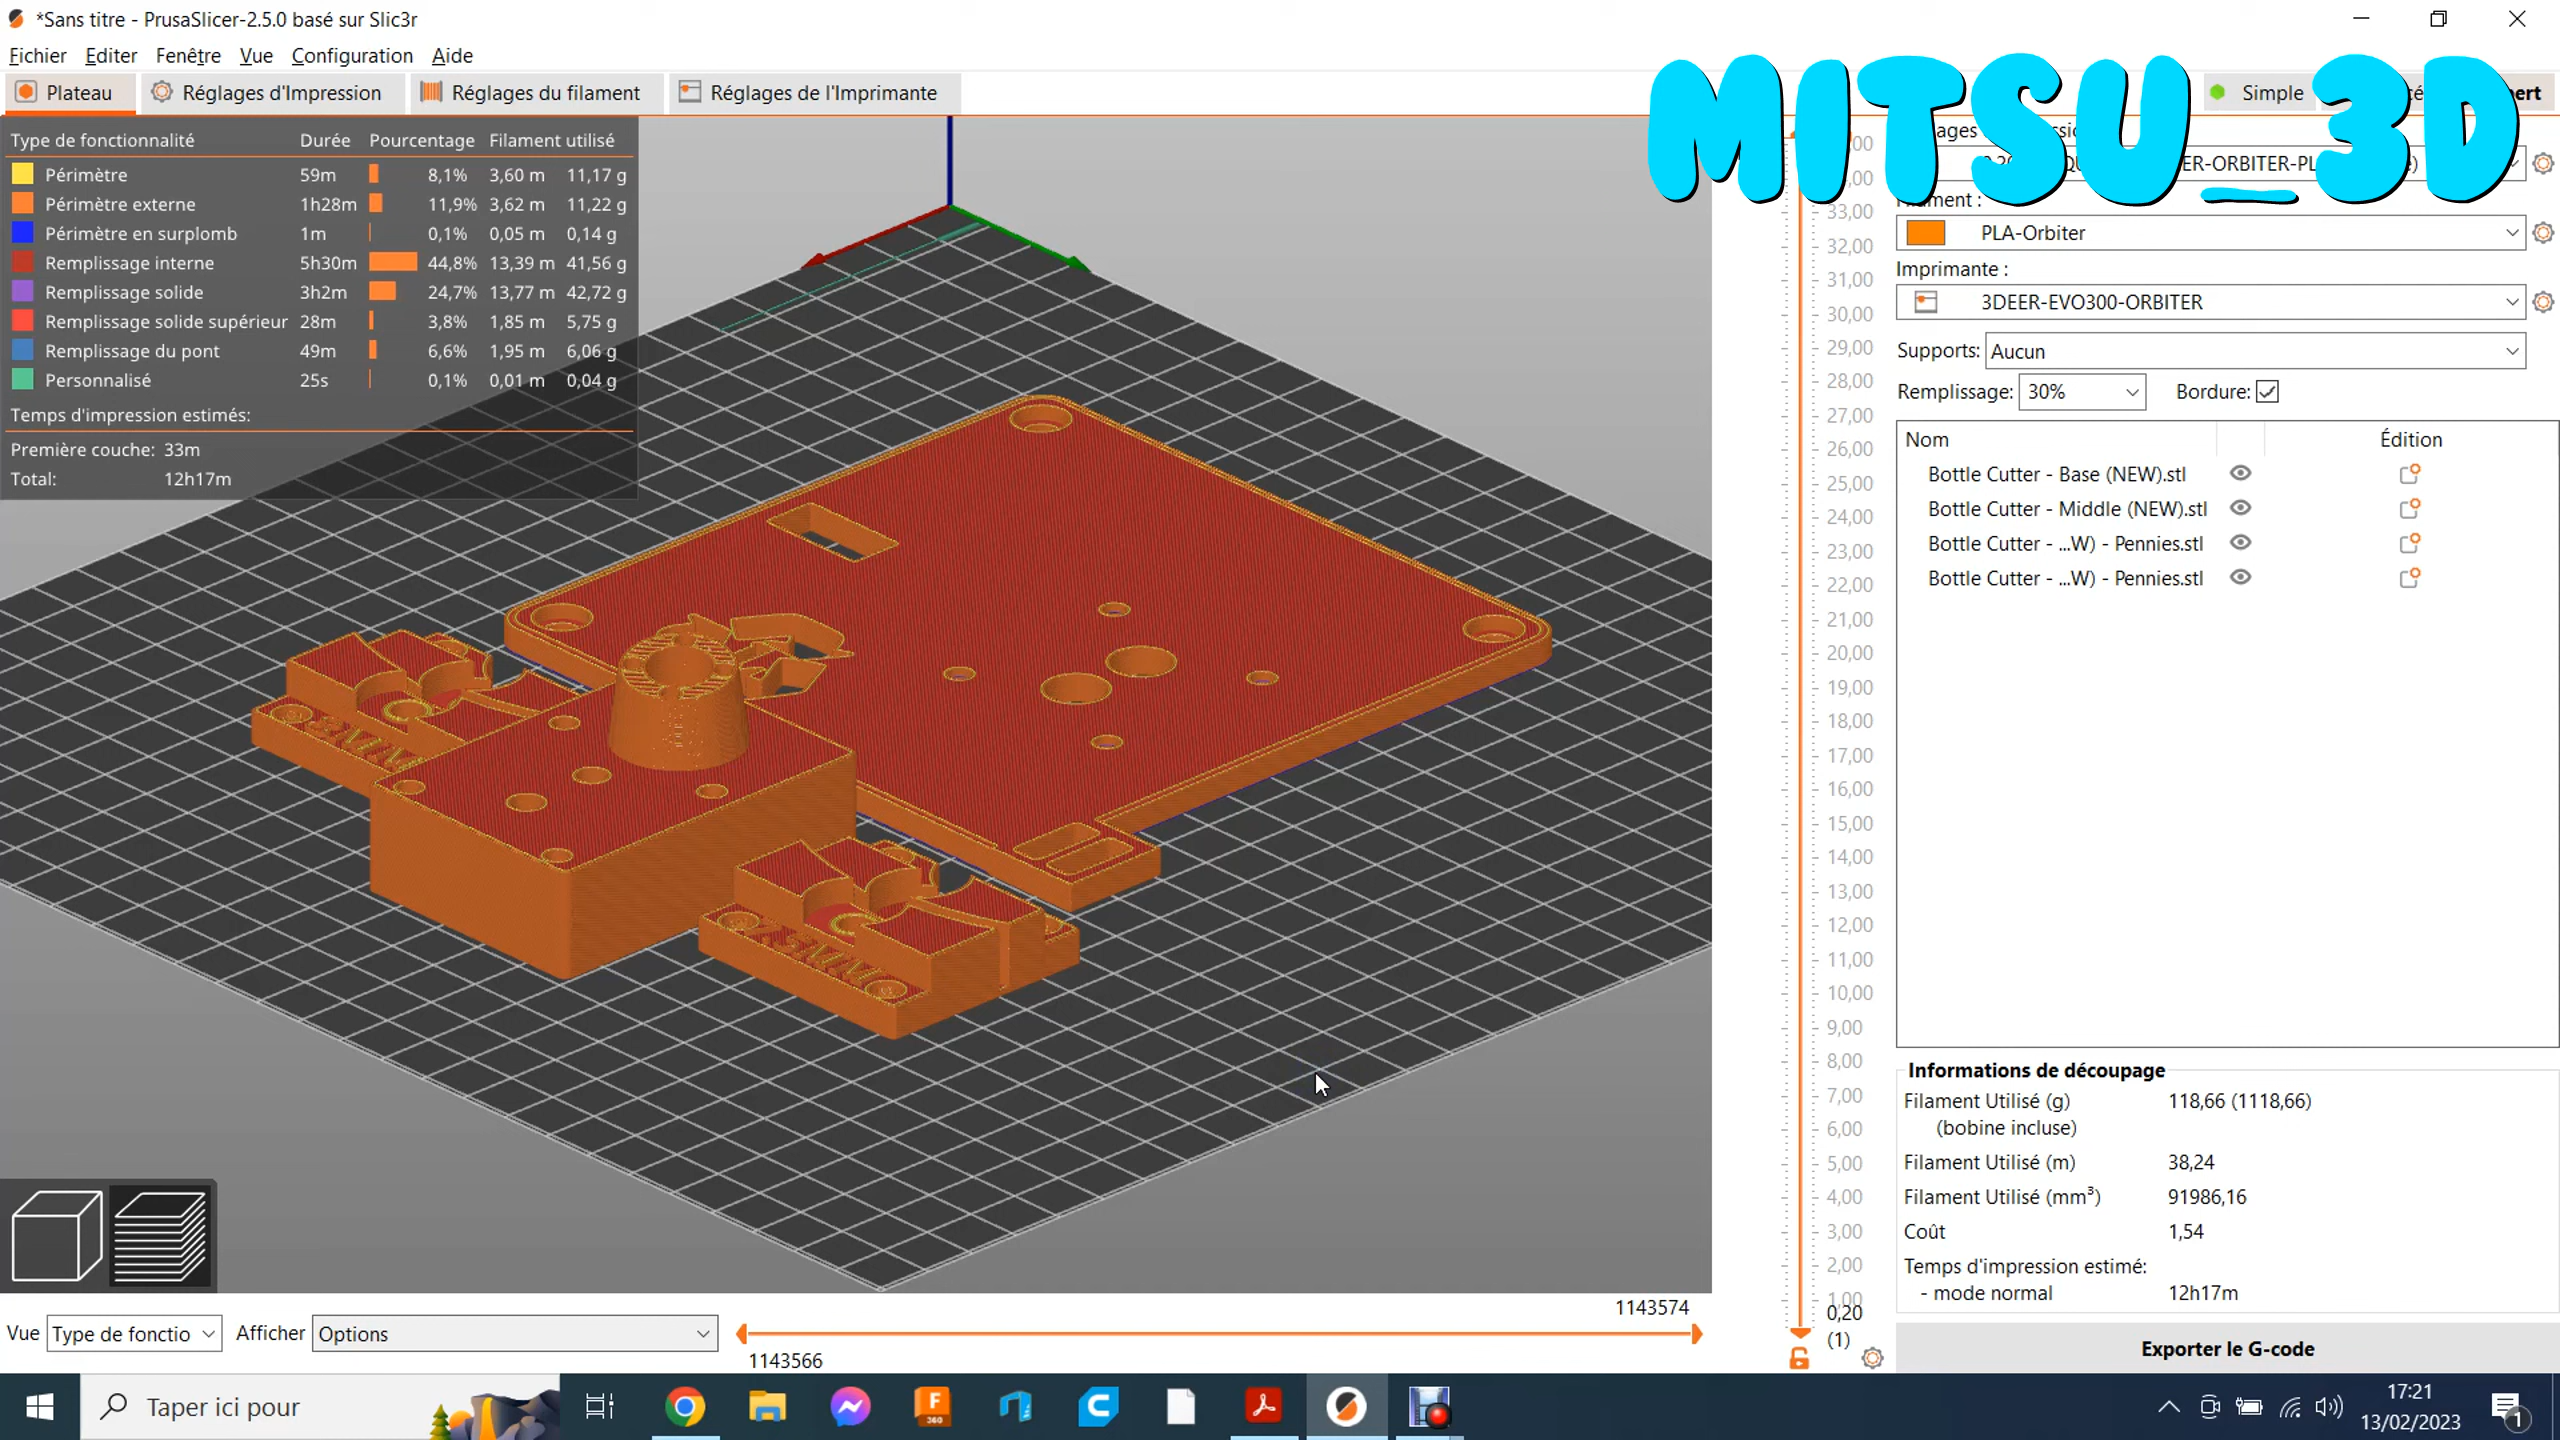 *Sans titre - PrusaSlicer-2.5.0 basé sur Slic3r
Fichier Editer Fenêtre Vue Configuration Aide
MITSU_3D
Plateau Réglages d'Impression Réglages du filament Réglages de l'Imprimante Simple
Type de fonctionnalité Durée Pourcentage Filament utilisé
Périmètre 59m 8,1% 3,60 m 11,17 g
Périmètre externe 1h28m 11,9% 3,62 m 11,22 g
Périmètre en surplomb 1m 0,1% 0,05 m 0,14 g
Remplissage interne 5h30m 44,8% 13,39 m 41,56 g
Remplissage solide 3h2m 24,7% 13,77 m 42,72 g
Remplissage solide supérieur 28m 3,8% 1,85 m 5,75 g
Remplissage du pont 49m 6,6% 1,95 m 6,06 g
Personnalisé 25s 0,1% 0,01 m 0,04 g
Temps d'impression estimés:
Première couche: 33m
Total: 12h17m
33,00
32,00
31,00
30,00
29,00
28,00
27,00
26,00
25,00
24,00
23,00
22,00
21,00
20,00
19,00
18,00
17,00
16,00
15,00
14,00
13,00
12,00
11,00
10,00
9,00
8,00
7,00
6,00
5,00
4,00
3,00
2,00
1,00
0,20
(1)
ER-ORBITER-PL
Filament :
PLA-Orbiter
Imprimante :
3DEER-EVO300-ORBITER
Supports: Aucun
Remplissage: 30% Bordure:
Nom Édition
Bottle Cutter - Base (NEW).stl
Bottle Cutter - Middle (NEW).stl
Bottle Cutter - ...W) - Pennies.stl
Bottle Cutter - ...W) - Pennies.stl
Informations de découpage
Filament Utilisé (g) 118,66 (1118,66)
(bobine incluse)
Filament Utilisé (m) 38,24
Filament Utilisé (mm³) 91986,16
Coût 1,54
Temps d'impression estimé:
- mode normal 12h17m
Exporter le G-code
1143574
Vue Type de fonctio Afficher Options
1143566
Taper ici pour
F
360
17:21
13/02/2023
1